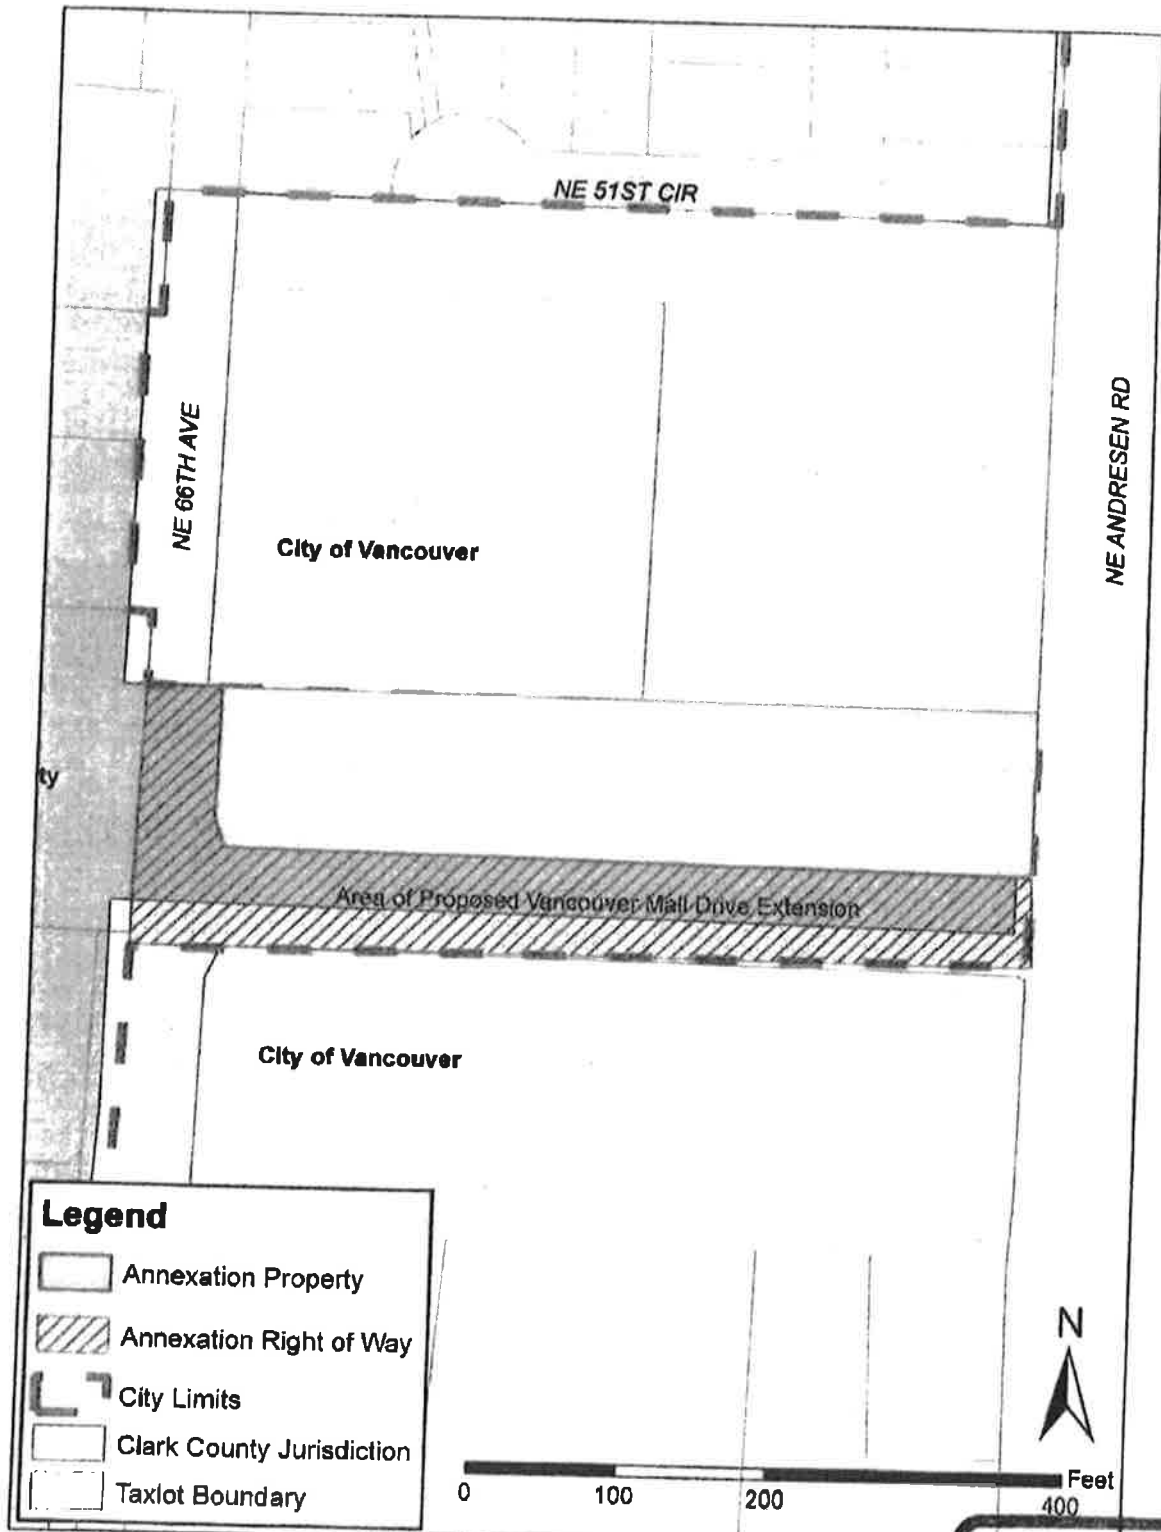 NE 51ST CIR
NE 66TH AVE
NE ANDRESEN RD
City of Vancouver
ty
Area of Proposed Vancouver Mall Drive Extension
City of Vancouver
Legend
Annexation Property
Annexation Right of Way
City Limits
Clark County Jurisdiction
Taxlot Boundary
N
0 100 200 400 Feet